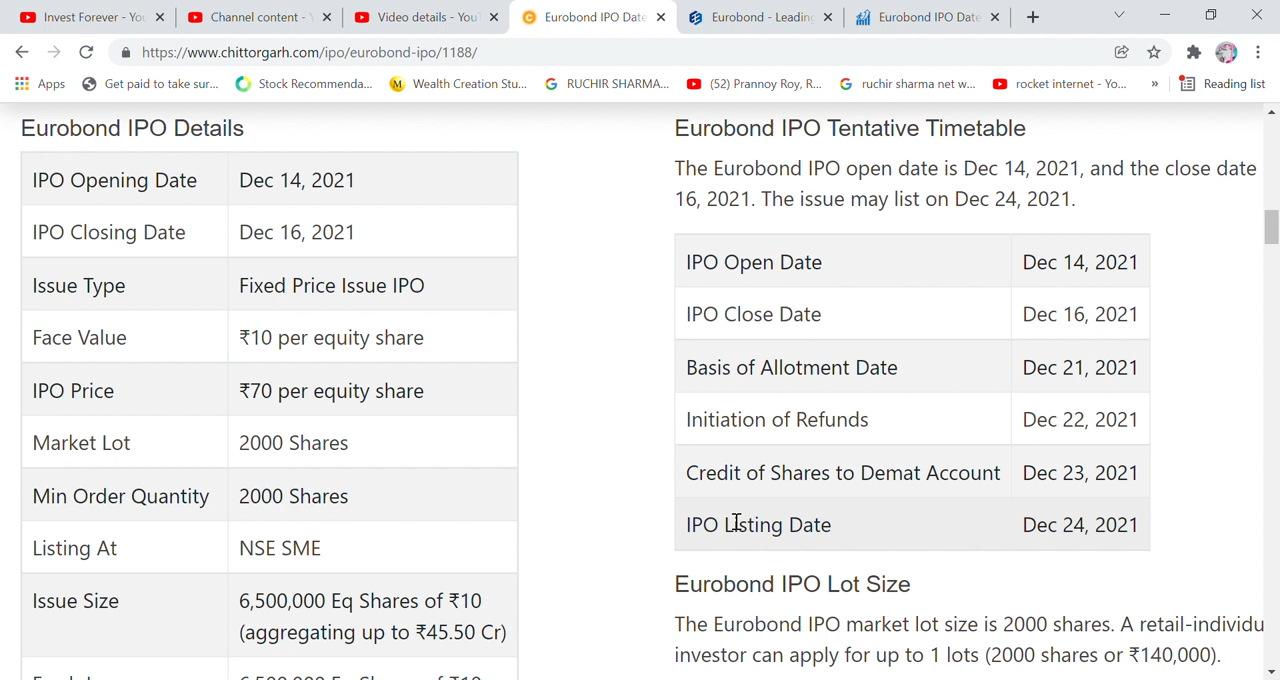 Invest Forever - Yo
Channel content -
Video details - You
Eurobond IPO Date
Eurobond - Leading
Eurobond IPO Date
https://www.chittorgarh.com/ipo/eurobond-ipo/1188/
Apps
Get paid to take sur...
Stock Recommenda...
Wealth Creation Stu...
RUCHIR SHARMA...
(52) Prannoy Roy, R...
ruchir sharma net w...
rocket internet - Yo...
»
Reading list
Eurobond IPO Details
IPO Opening Date Dec 14, 2021
IPO Closing Date Dec 16, 2021
Issue Type Fixed Price Issue IPO
Face Value ₹10 per equity share
IPO Price ₹70 per equity share
Market Lot 2000 Shares
Min Order Quantity 2000 Shares
Listing At NSE SME
Issue Size 6,500,000 Eq Shares of ₹10
(aggregating up to ₹45.50 Cr)
Eurobond IPO Tentative Timetable
The Eurobond IPO open date is Dec 14, 2021, and the close date
16, 2021. The issue may list on Dec 24, 2021.
IPO Open Date Dec 14, 2021
IPO Close Date Dec 16, 2021
Basis of Allotment Date Dec 21, 2021
Initiation of Refunds Dec 22, 2021
Credit of Shares to Demat Account Dec 23, 2021
IPO Listing Date Dec 24, 2021
Eurobond IPO Lot Size
The Eurobond IPO market lot size is 2000 shares. A retail-individu
investor can apply for up to 1 lots (2000 shares or ₹140,000).